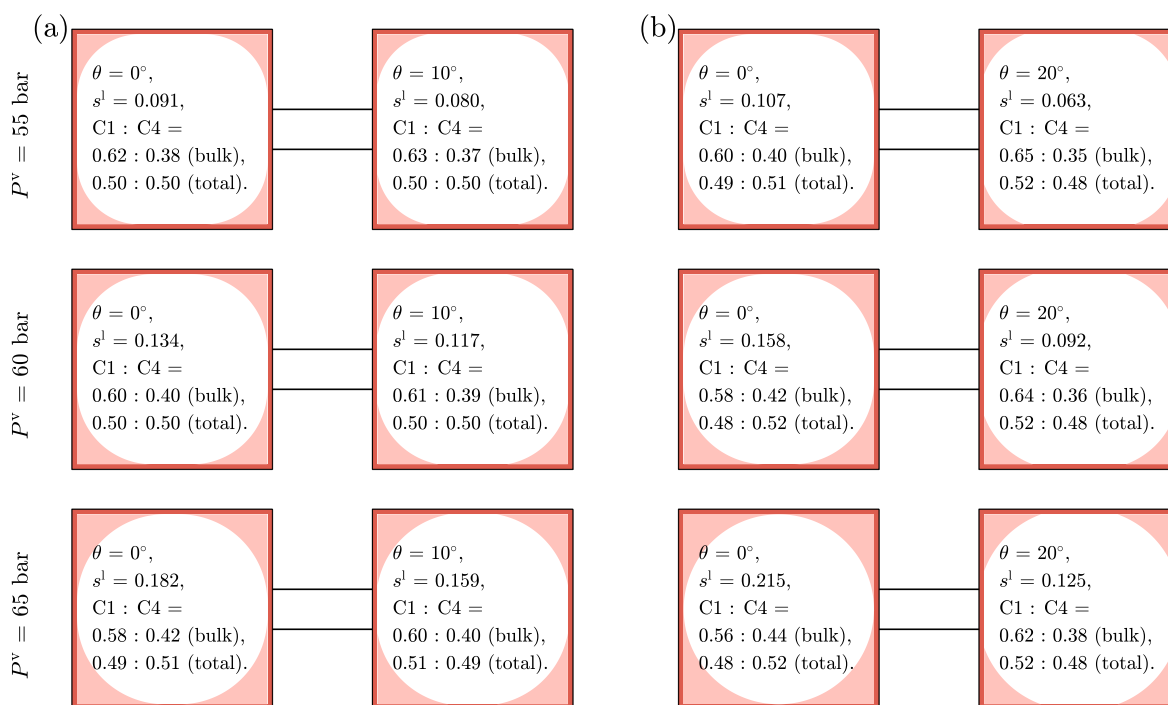 (a)
(b)
P^v = 55 bar
θ = 0°,
s^l = 0.091,
C1 : C4 =
0.62 : 0.38 (bulk),
0.50 : 0.50 (total).
θ = 10°,
s^l = 0.080,
C1 : C4 =
0.63 : 0.37 (bulk),
0.50 : 0.50 (total).
θ = 0°,
s^l = 0.107,
C1 : C4 =
0.60 : 0.40 (bulk),
0.49 : 0.51 (total).
θ = 20°,
s^l = 0.063,
C1 : C4 =
0.65 : 0.35 (bulk),
0.52 : 0.48 (total).
P^v = 60 bar
θ = 0°,
s^l = 0.134,
C1 : C4 =
0.60 : 0.40 (bulk),
0.50 : 0.50 (total).
θ = 10°,
s^l = 0.117,
C1 : C4 =
0.61 : 0.39 (bulk),
0.50 : 0.50 (total).
θ = 0°,
s^l = 0.158,
C1 : C4 =
0.58 : 0.42 (bulk),
0.48 : 0.52 (total).
θ = 20°,
s^l = 0.092,
C1 : C4 =
0.64 : 0.36 (bulk),
0.52 : 0.48 (total).
P^v = 65 bar
θ = 0°,
s^l = 0.182,
C1 : C4 =
0.58 : 0.42 (bulk),
0.49 : 0.51 (total).
θ = 10°,
s^l = 0.159,
C1 : C4 =
0.60 : 0.40 (bulk),
0.51 : 0.49 (total).
θ = 0°,
s^l = 0.215,
C1 : C4 =
0.56 : 0.44 (bulk),
0.48 : 0.52 (total).
θ = 20°,
s^l = 0.125,
C1 : C4 =
0.62 : 0.38 (bulk),
0.52 : 0.48 (total).